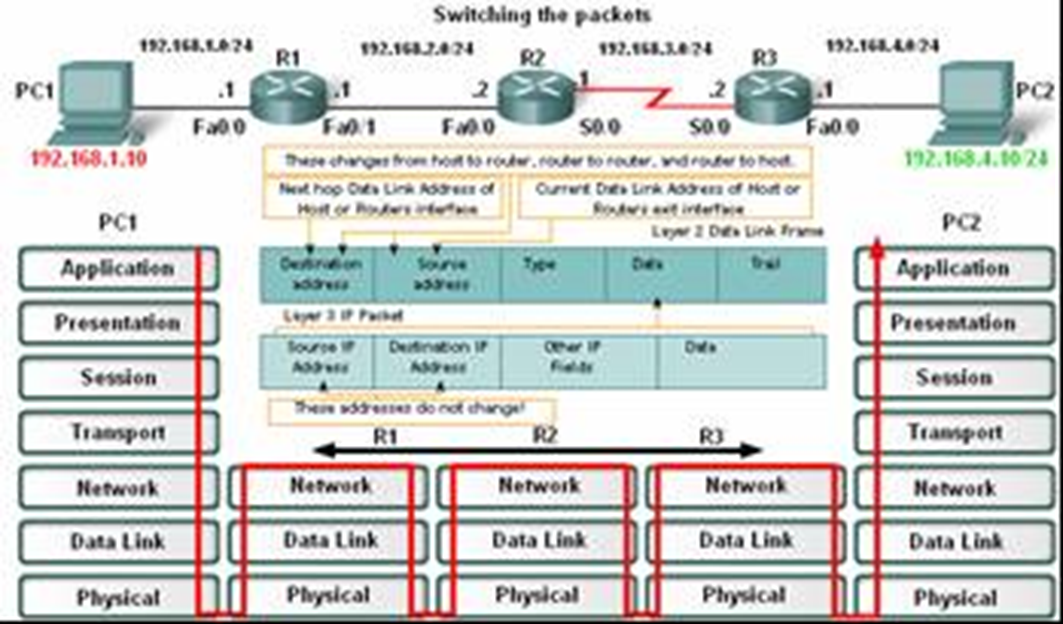 Switching the packets
192.168.1.0/24
192.168.2.0/24
192.168.3.0/24
192.168.4.0/24
R1
R2
R3
PC1
.1
.1
.2
.1
.2
.1
PC2
Fa0/0
Fa0/1
Fa0/0
S0/0
S0/0
Fa0/0
192.168.1.10
192.168.4.10/24
These changes from host to router, router to router, and router to host.
Next hop Data Link Address of
Host or Routers interface
Current Data Link Address of Host or
Routers exit interface
PC1
PC2
Layer 2 Data Link Frame
Destination
address
Source
address
Type
Data
Trail
Layer 3 IP Packet
Source IP
Address
Destination IP
Address
Other IP
Fields
Data
These addresses do not change!
R1
R2
R3
Application
Presentation
Session
Transport
Network
Data Link
Physical
Network
Data Link
Physical
Network
Data Link
Physical
Network
Data Link
Physical
Application
Presentation
Session
Transport
Network
Data Link
Physical